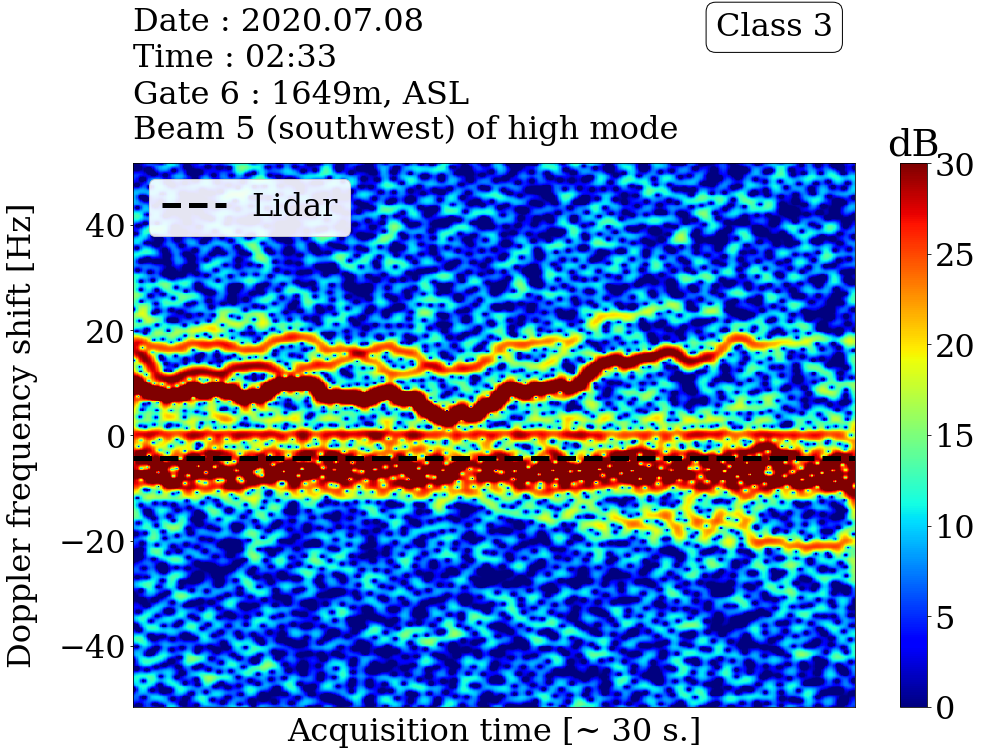 Date : 2020.07.08
Time : 02:33
Gate 6 : 1649m, ASL
Beam 5 (southwest) of high mode
Class 3
dB
Lidar
Doppler frequency shift [Hz]
40
20
0
−20
−40
30
25
20
15
10
5
0
Acquisition time [~ 30 s.]